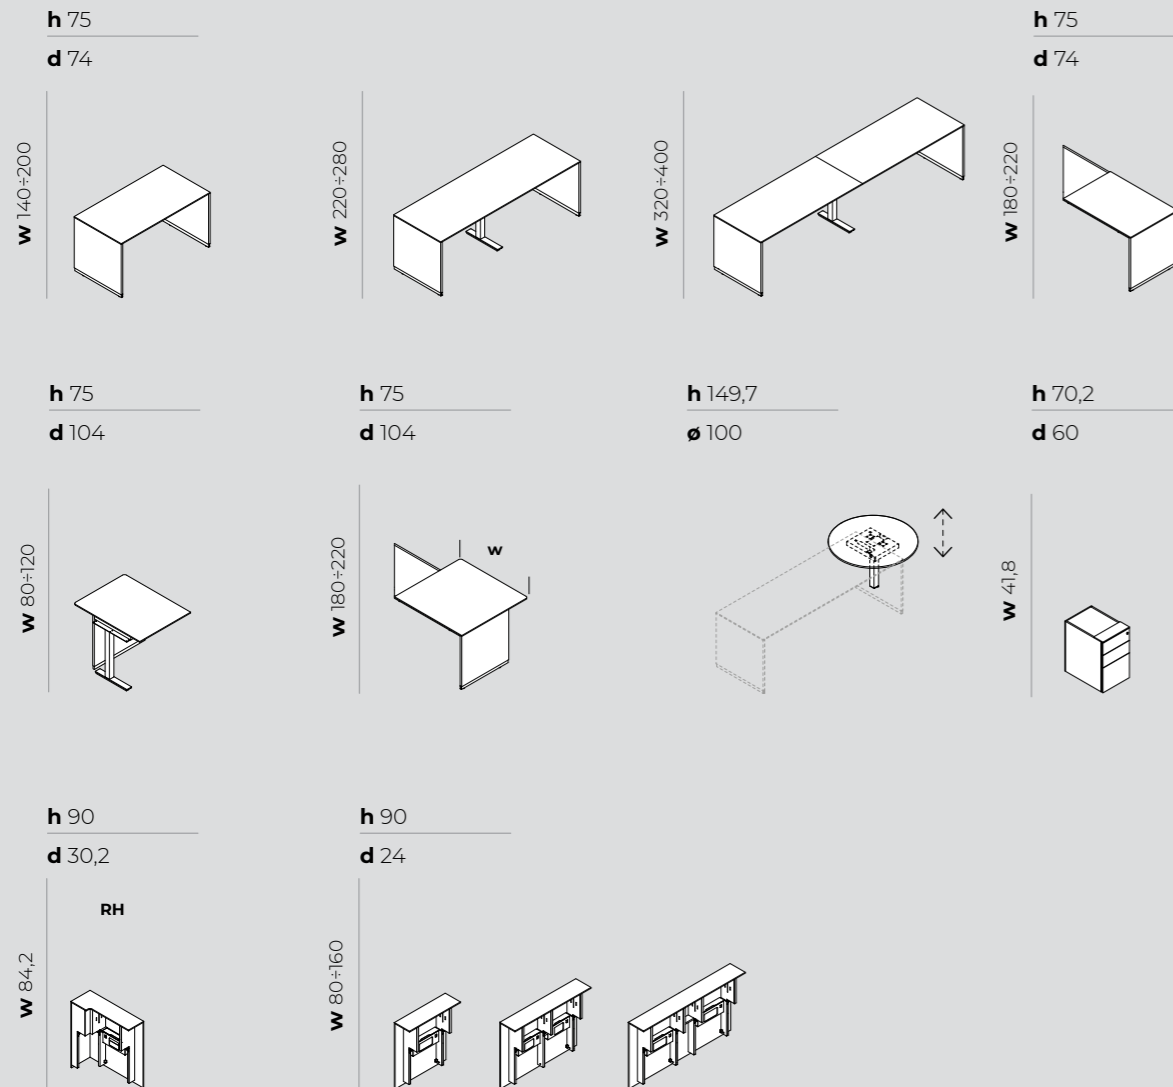 h 75
d 74
W 140÷200
W 220÷280
W 320÷400
h 75
d 74
W 180÷220
h 75
d 104
W 80÷120
h 75
d 104
W 180÷220
w
h 149,7
ø 100
h 70,2
d 60
W 41,8
h 90
d 30,2
RH
W 84,2
h 90
d 24
W 80÷160